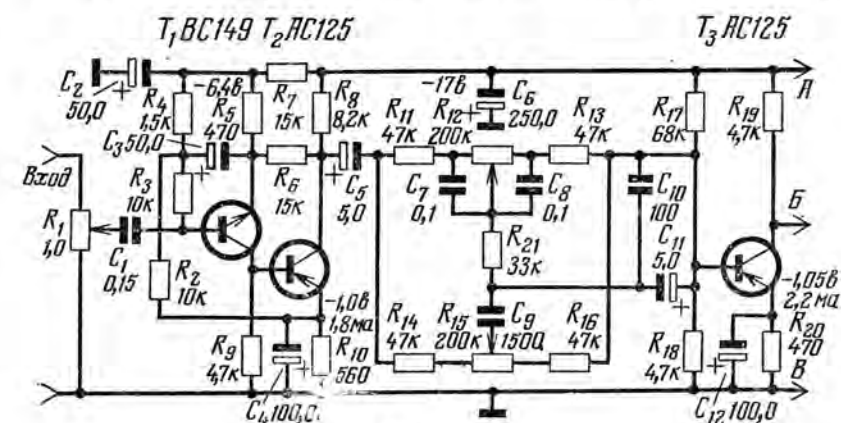 T₁ BC149 T₂ AC125
T₃ AC125
C₂
50,0
+
R₄
1,5к
-6,4в
R₅
470
R₇
15к
R₈
8,2к
-17в
R₁₁
47к
R₁₂
200к
+
C₆
250,0
R₁₃
47к
R₁₇
68к
R₁₉
4,7к
А
C₃ 50,0
+
Вход
R₃
10к
R₆
15к
+
C₅
5,0
C₇
0,1
C₈
0,1
C₁₀
100
Б
R₁
1,0
C₁
0,15
R₂
10к
R₂₁
33к
C₁₁
5,0
+
-1,0в
1,8ма
-1,05в
2,2ма
R₉
4,7к
+
C₄ 100,0
R₁₀
560
R₁₄
47к
R₁₅
200к
C₉
1500
R₁₆
47к
R₁₈
4,7к
+
C₁₂ 100,0
R₂₀
470
В